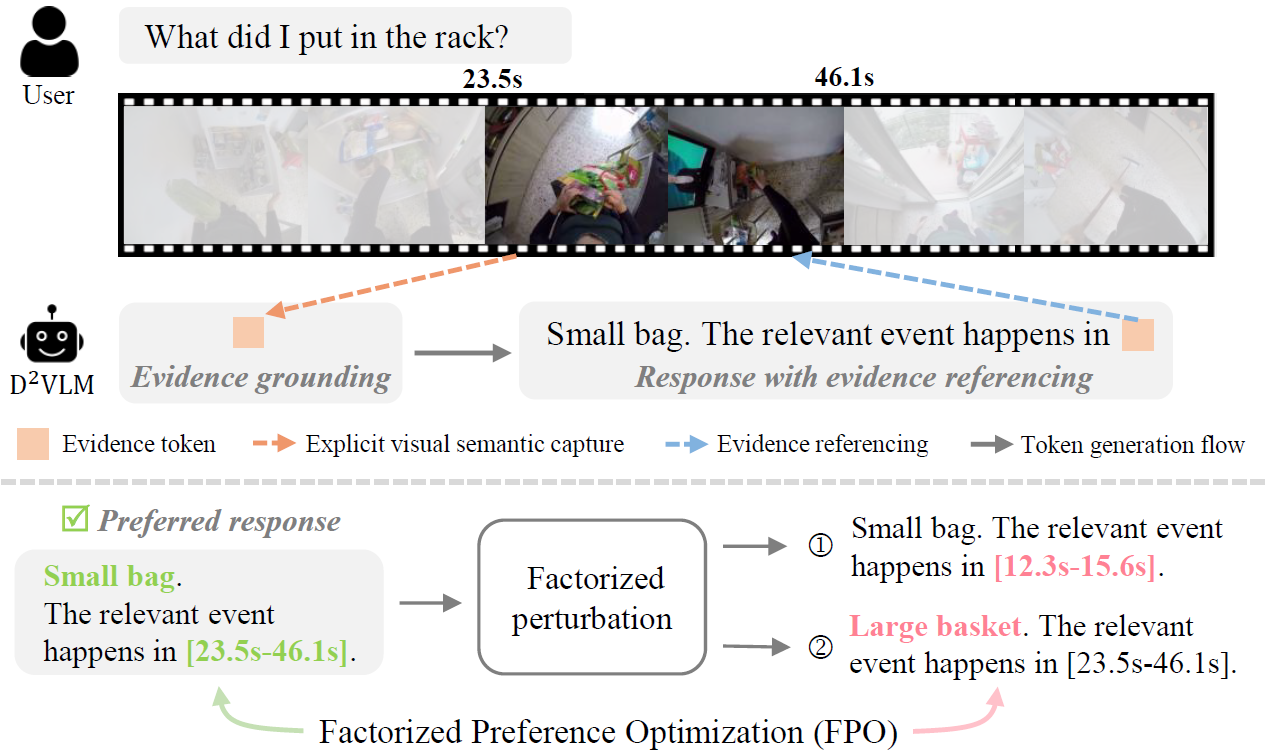 What did I put in the rack?
User
23.5s
46.1s
D²VLM
Evidence grounding
Small bag. The relevant event happens in
Response with evidence referencing
Evidence token
Explicit visual semantic capture
Evidence referencing
Token generation flow
Preferred response
Small bag.
The relevant event
happens in [23.5s-46.1s].
Factorized
perturbation
① Small bag. The relevant event
happens in [12.3s-15.6s].
② Large basket. The relevant
event happens in [23.5s-46.1s].
Factorized Preference Optimization (FPO)